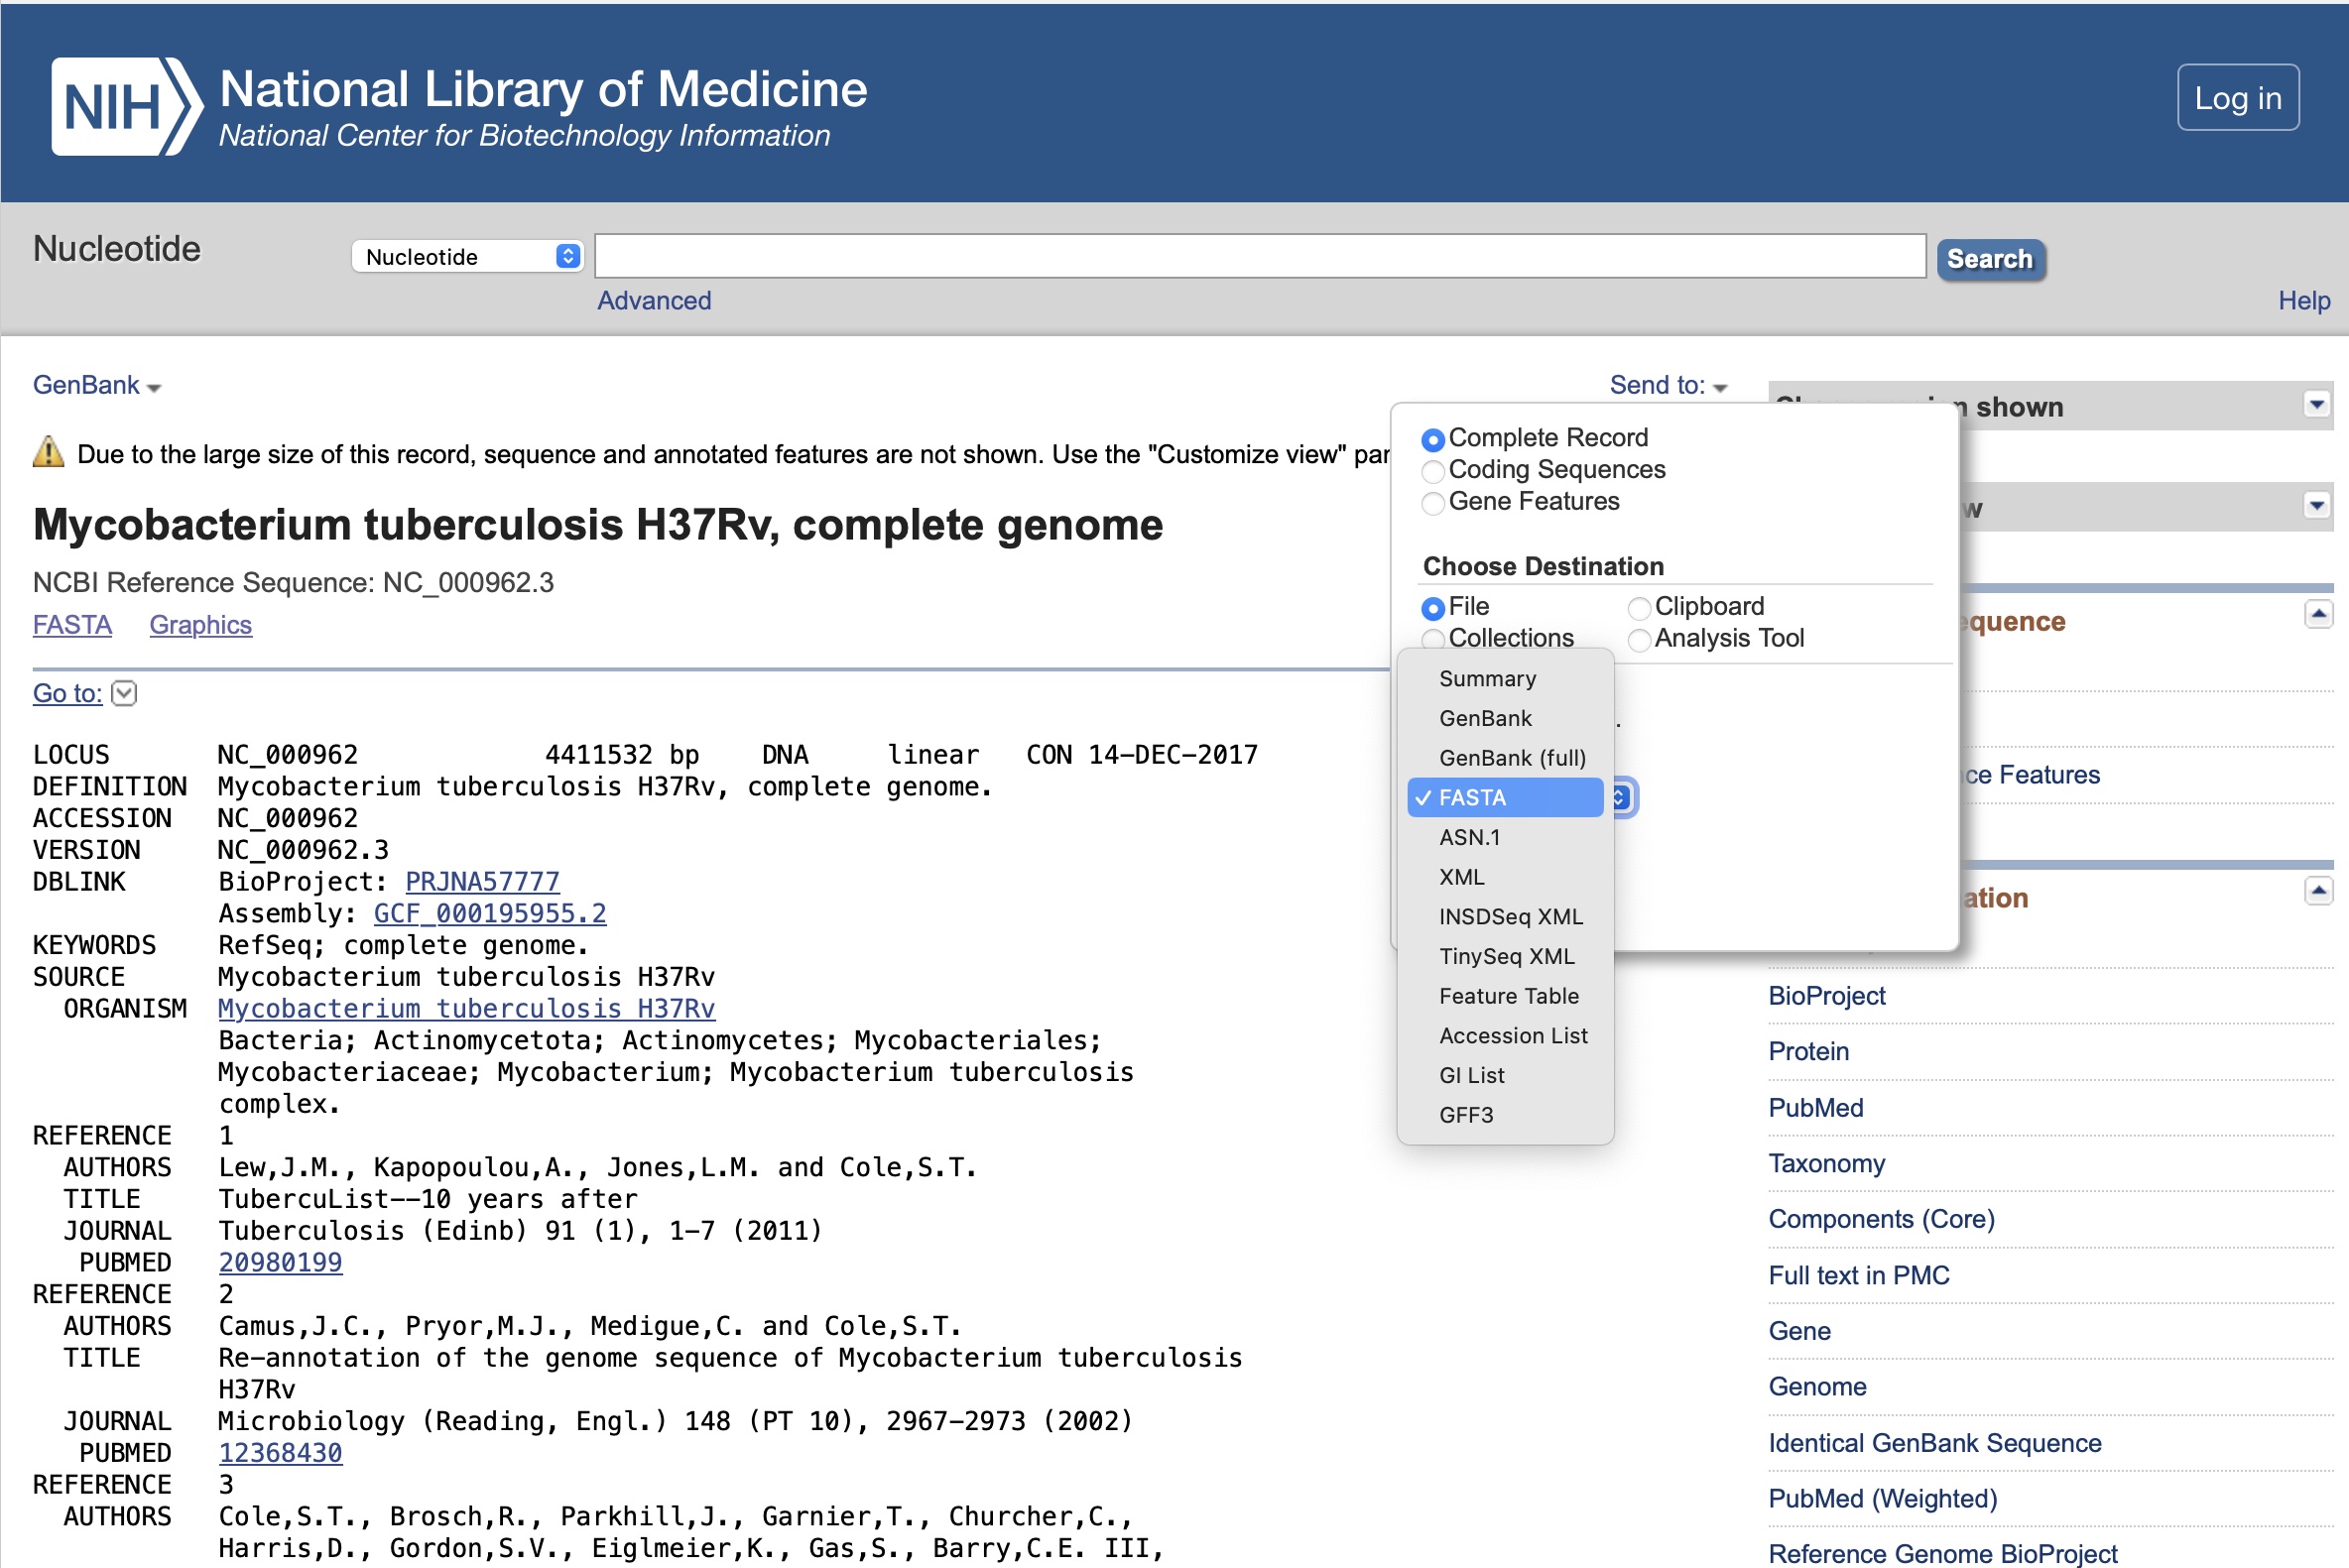 NIH National Library of Medicine
National Center for Biotechnology Information
Log in
Nucleotide
Nucleotide
Search
Advanced
Help
GenBank
Send to:
Due to the large size of this record, sequence and annotated features are not shown. Use the "Customize view"
Mycobacterium tuberculosis H37Rv, complete genome
NCBI Reference Sequence: NC_000962.3
FASTA Graphics
Go to:
LOCUS NC_000962 4411532 bp DNA linear CON 14-DEC-2017
DEFINITION Mycobacterium tuberculosis H37Rv, complete genome.
ACCESSION NC_000962
VERSION NC_000962.3
DBLINK BioProject: PRJNA57777
Assembly: GCF_000195955.2
KEYWORDS RefSeq; complete genome.
SOURCE Mycobacterium tuberculosis H37Rv
ORGANISM Mycobacterium tuberculosis H37Rv
Bacteria; Actinomycetota; Actinomycetes; Mycobacteriales;
Mycobacteriaceae; Mycobacterium; Mycobacterium tuberculosis
complex.
REFERENCE 1
AUTHORS Lew,J.M., Kapopoulou,A., Jones,L.M. and Cole,S.T.
TITLE TubercuList--10 years after
JOURNAL Tuberculosis (Edinb) 91 (1), 1-7 (2011)
PUBMED 20980199
REFERENCE 2
AUTHORS Camus,J.C., Pryor,M.J., Medigue,C. and Cole,S.T.
TITLE Re-annotation of the genome sequence of Mycobacterium tuberculosis
H37Rv
JOURNAL Microbiology (Reading, Engl.) 148 (PT 10), 2967-2973 (2002)
PUBMED 12368430
REFERENCE 3
AUTHORS Cole,S.T., Brosch,R., Parkhill,J., Garnier,T., Churcher,C.,
Harris,D., Gordon,S.V., Eiglmeier,K., Gas,S., Barry,C.E. III,
Complete Record
Coding Sequences
Gene Features
Choose Destination
File Clipboard
Collections Analysis Tool
Summary
GenBank
GenBank (full)
✓ FASTA
ASN.1
XML
INSDSeq XML
TinySeq XML
Feature Table
Accession List
GI List
GFF3
shown
Features
BioProject
Protein
PubMed
Taxonomy
Components (Core)
Full text in PMC
Gene
Genome
Identical GenBank Sequence
PubMed (Weighted)
Reference Genome BioProject